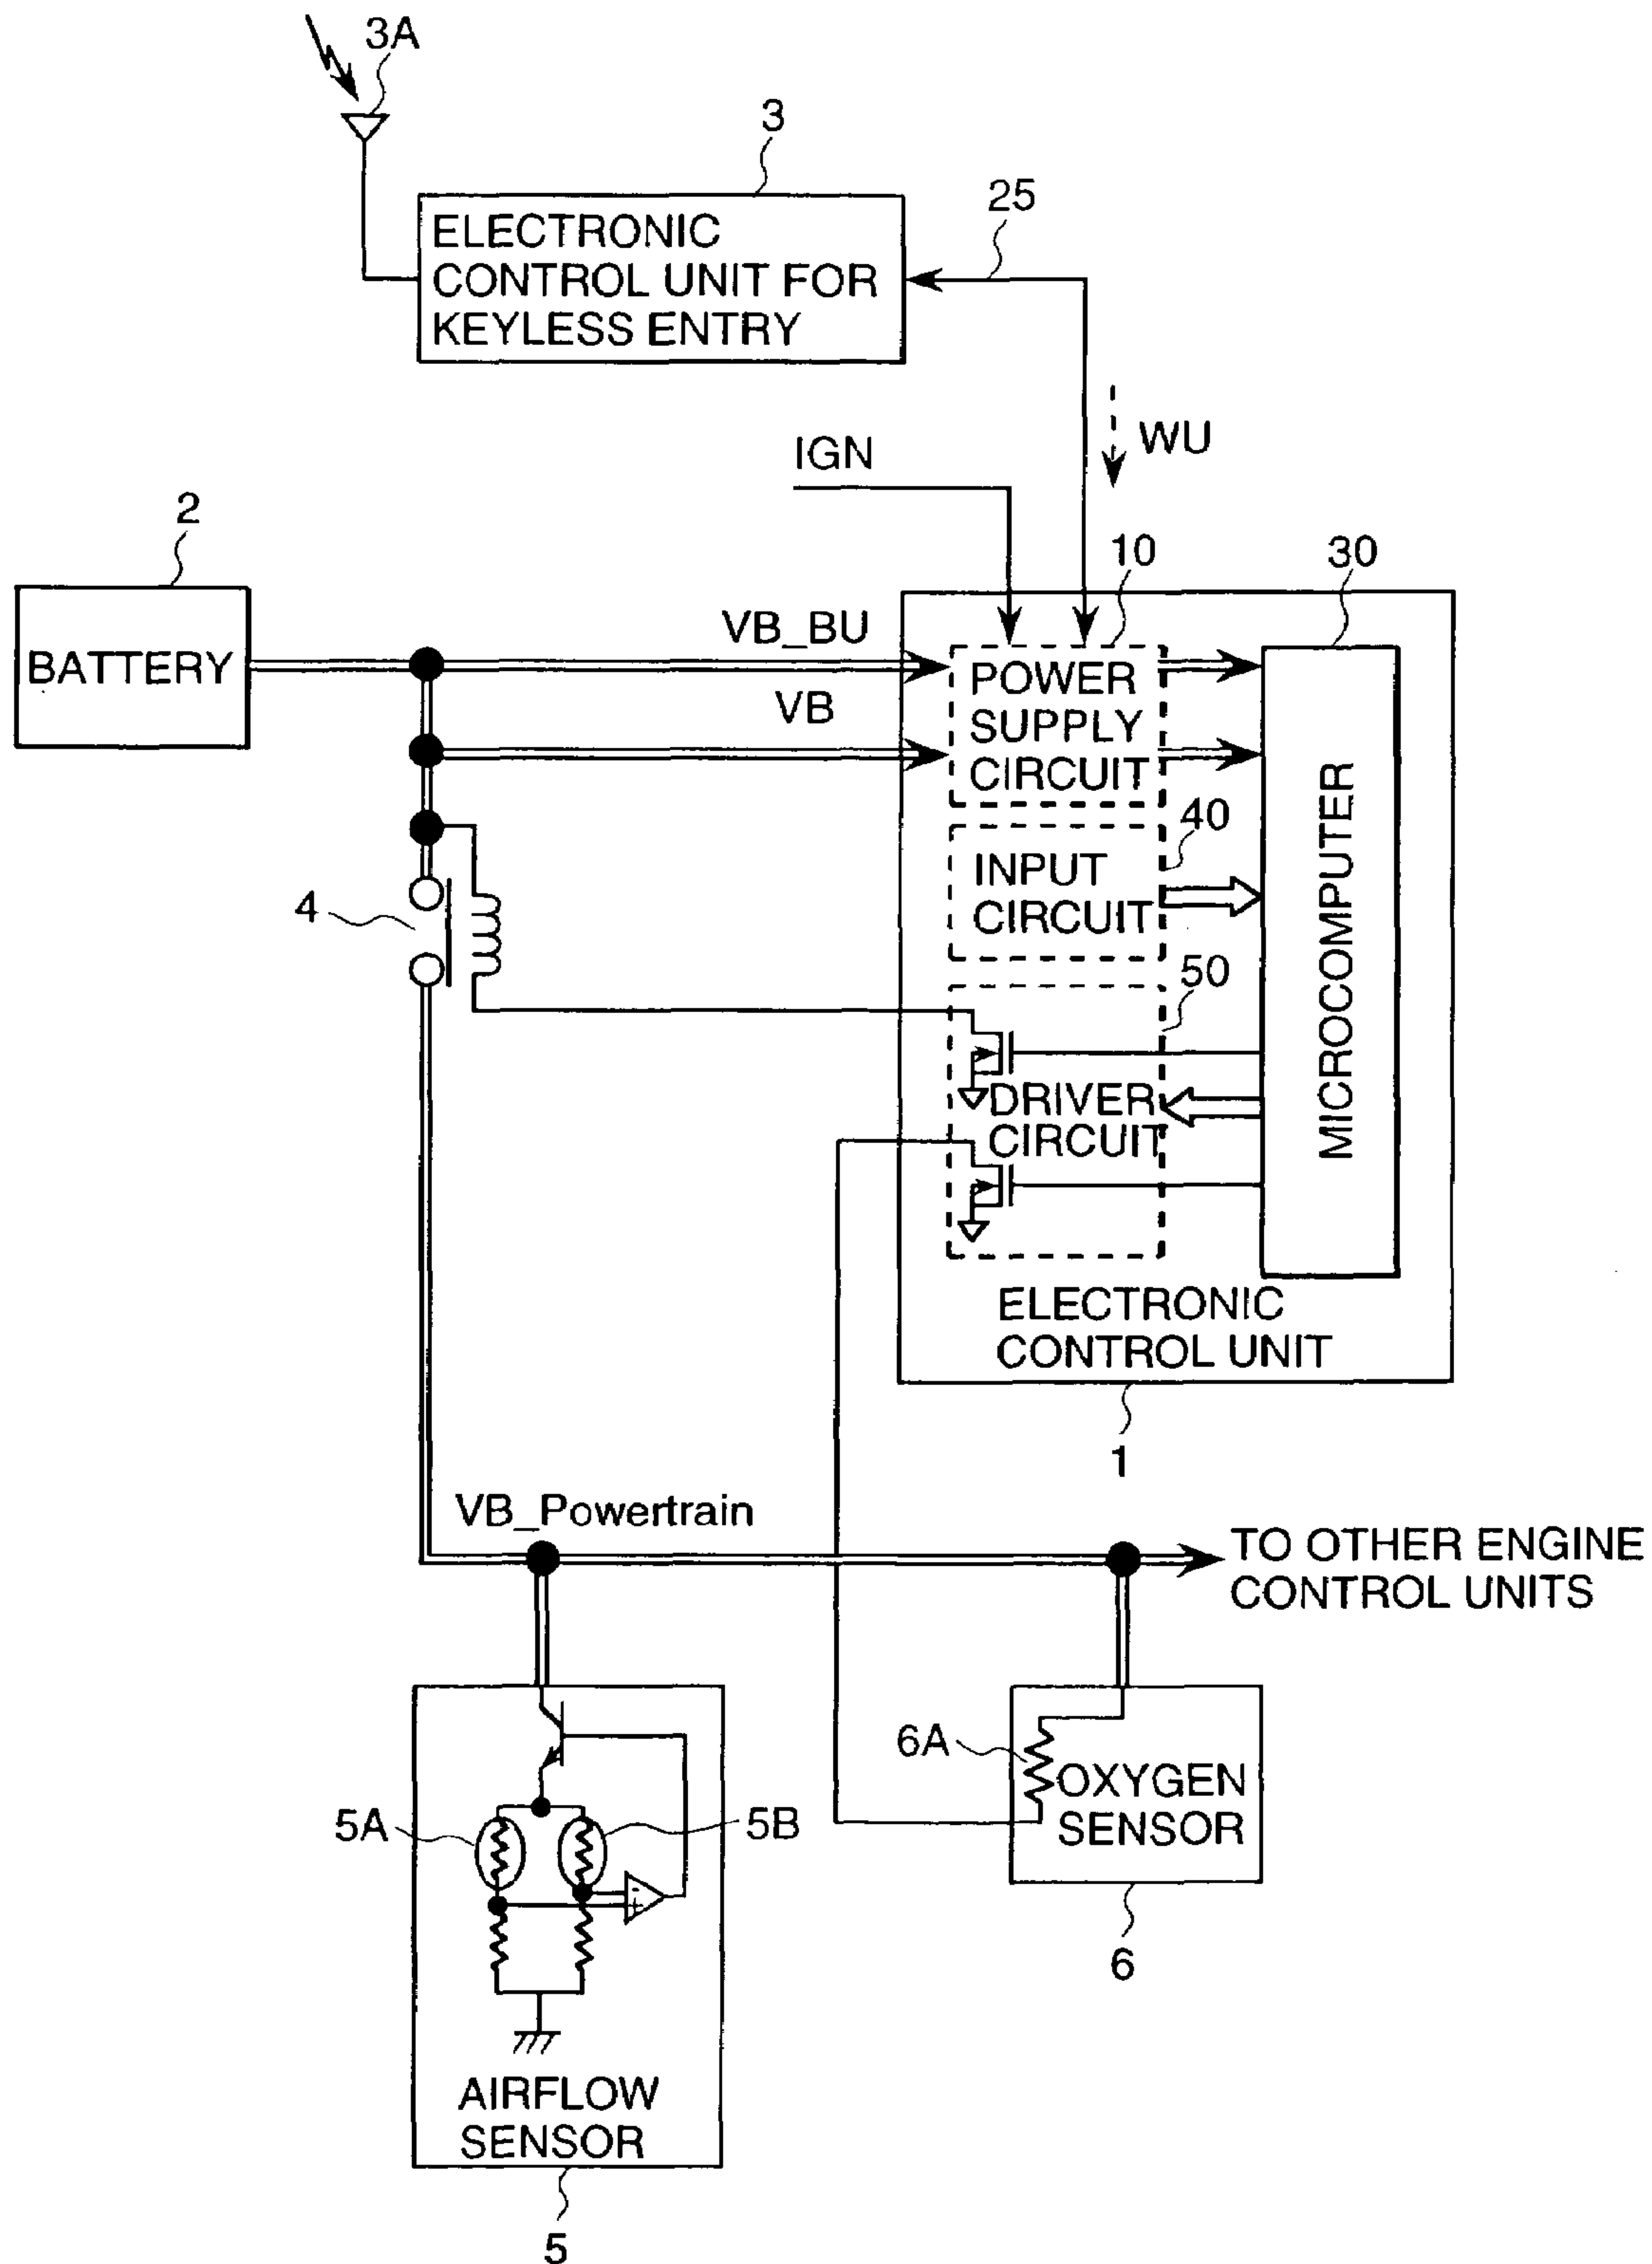 3A
3
ELECTRONIC
CONTROL UNIT FOR
KEYLESS ENTRY
25
WU
IGN
2
BATTERY
VB_BU
VB
10
30
POWER
SUPPLY
CIRCUIT
40
INPUT
CIRCUIT
4
50
DRIVER
CIRCUIT
MICROCOMPUTER
ELECTRONIC
CONTROL UNIT
1
VB_Powertrain
TO OTHER ENGINE
CONTROL UNITS
5A
5B
-
+
AIRFLOW
SENSOR
5
6A
OXYGEN
SENSOR
6